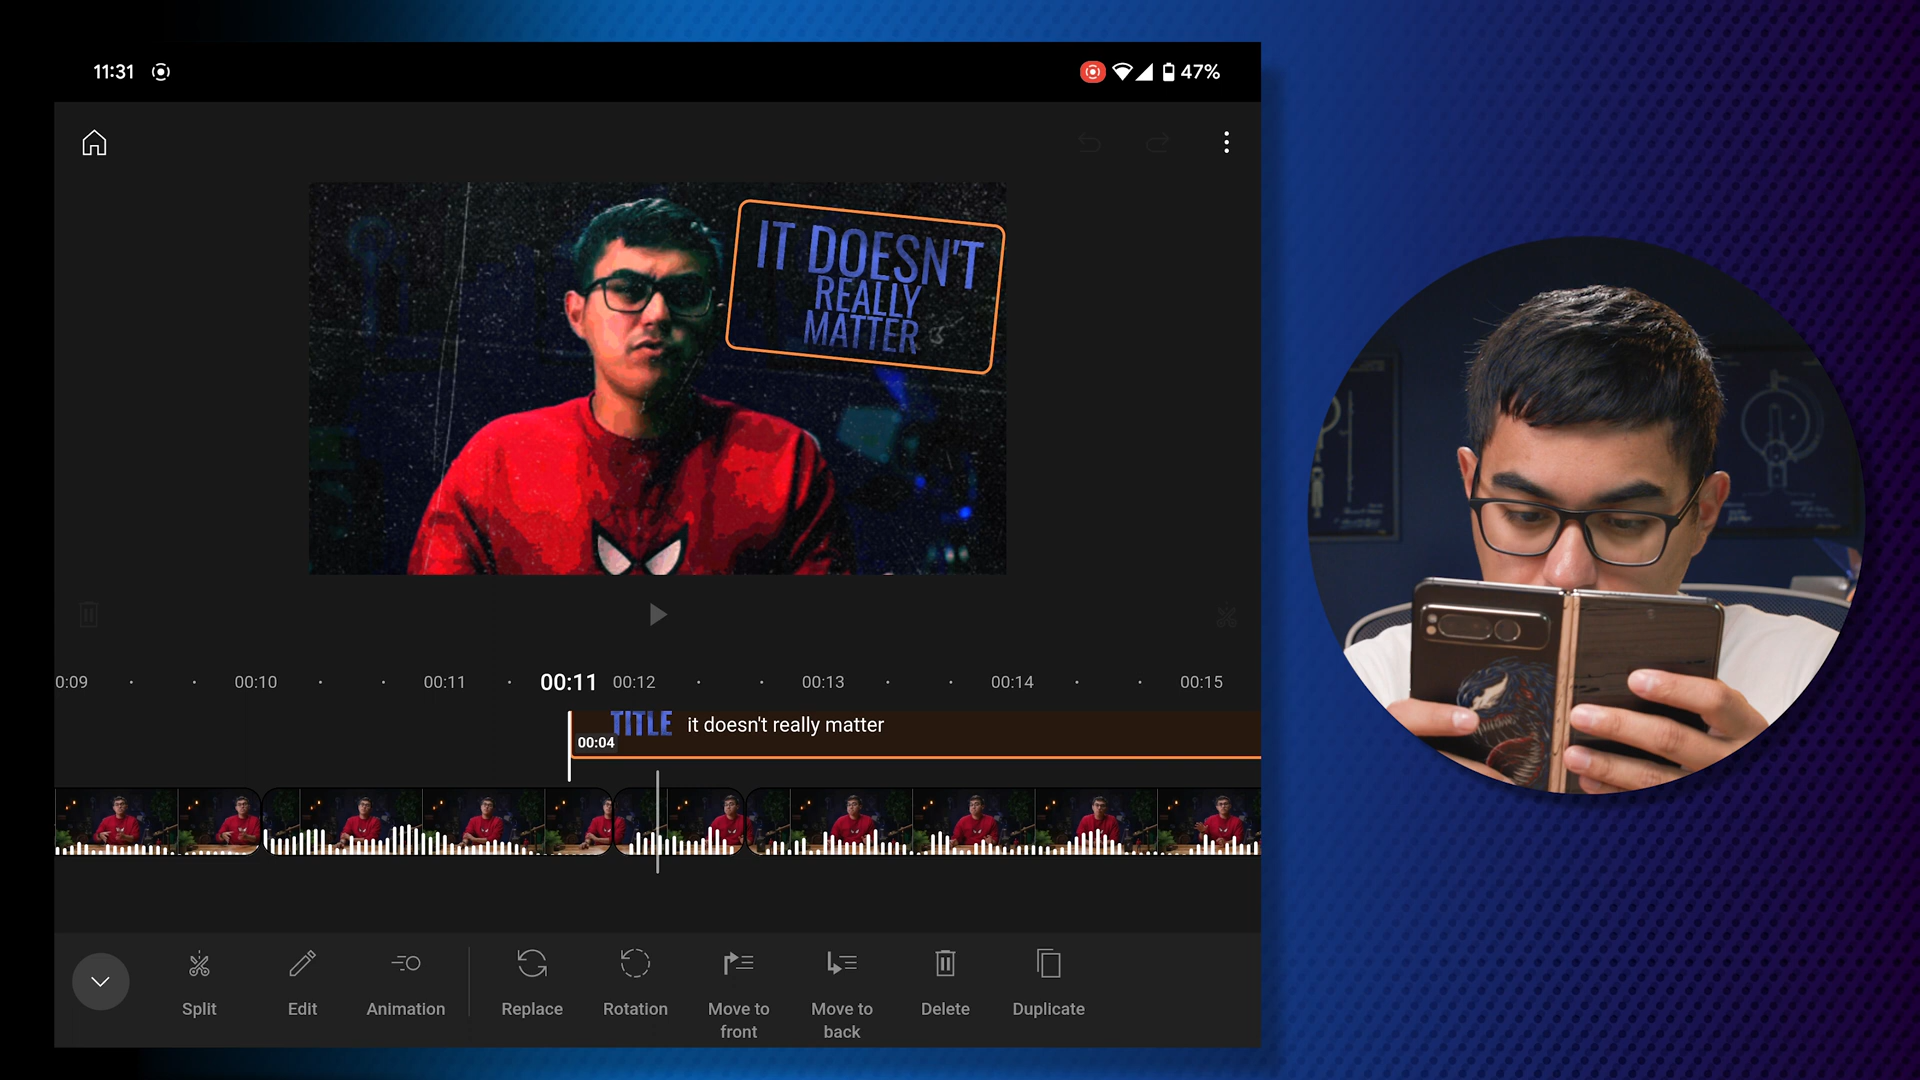 11:31
47%
IT DOESN'T
REALLY
MATTER
0:09
00:10
00:11
00:11
00:12
00:13
00:14
00:15
TITLE it doesn't really matter
00:04
Split
Edit
Animation
Replace
Rotation
Move to
front
Move to
back
Delete
Duplicate